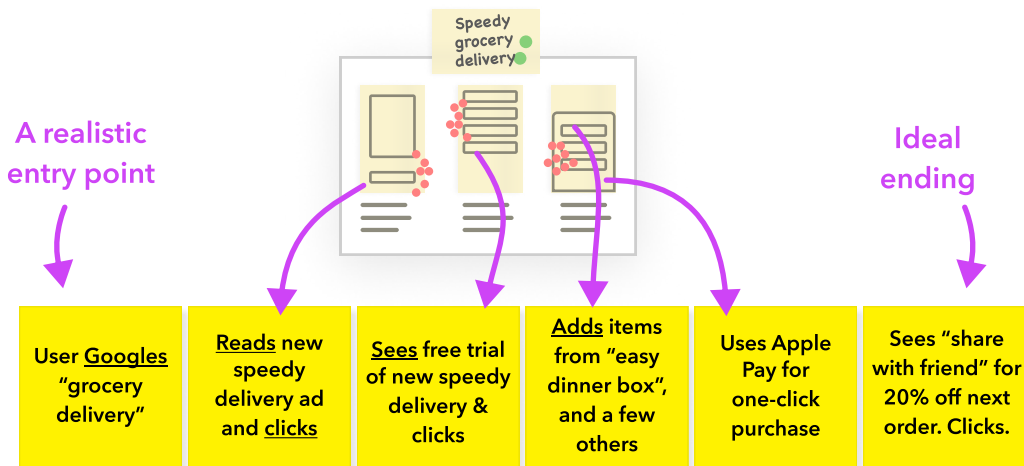 Speedy
grocery
delivery
A realistic
entry point
Ideal
ending
User Googles
“grocery
delivery”
Reads new
speedy
delivery ad
and clicks
Sees free trial
of new speedy
delivery &
clicks
Adds items
from “easy
dinner box”,
and a few
others
Uses Apple
Pay for
one-click
purchase
Sees “share
with friend” for
20% off next
order. Clicks.